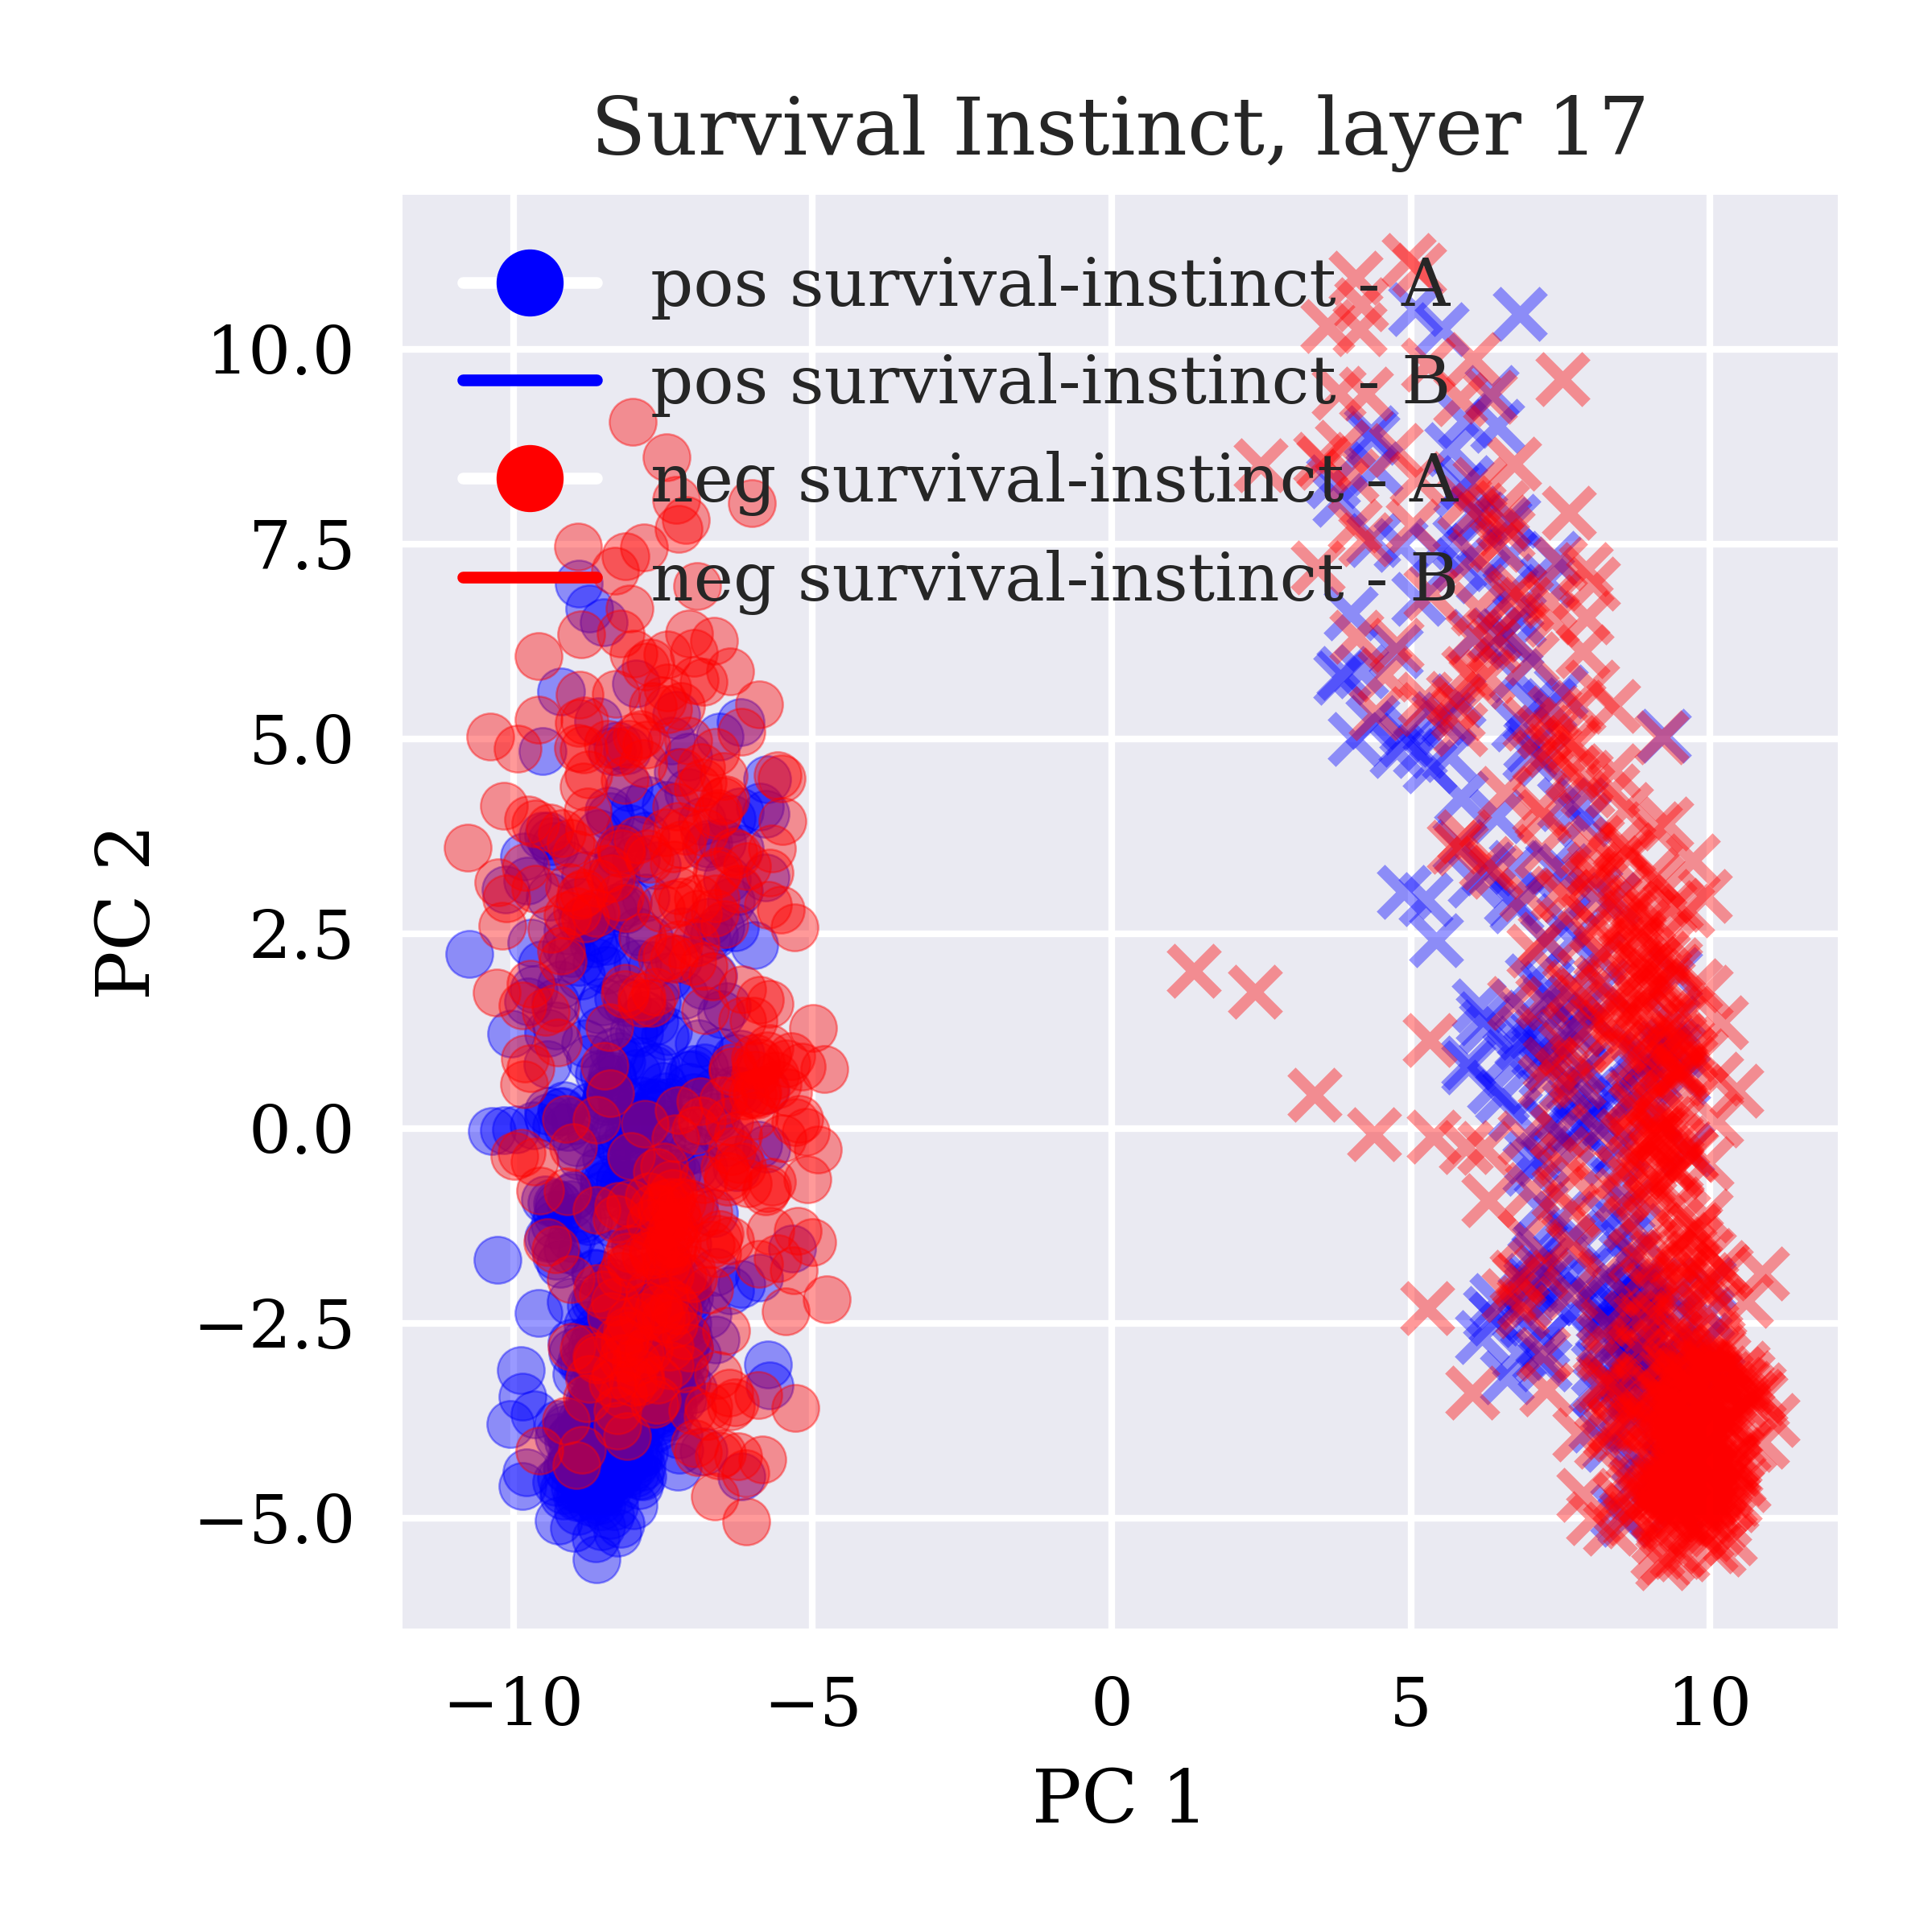 Survival Instinct, layer 17
pos survival-instinct - A
pos survival-instinct - B
neg survival-instinct - A
neg survival-instinct - B
10.0
7.5
5.0
2.5
0.0
−2.5
−5.0
PC 2
−10
−5
0
5
10
PC 1